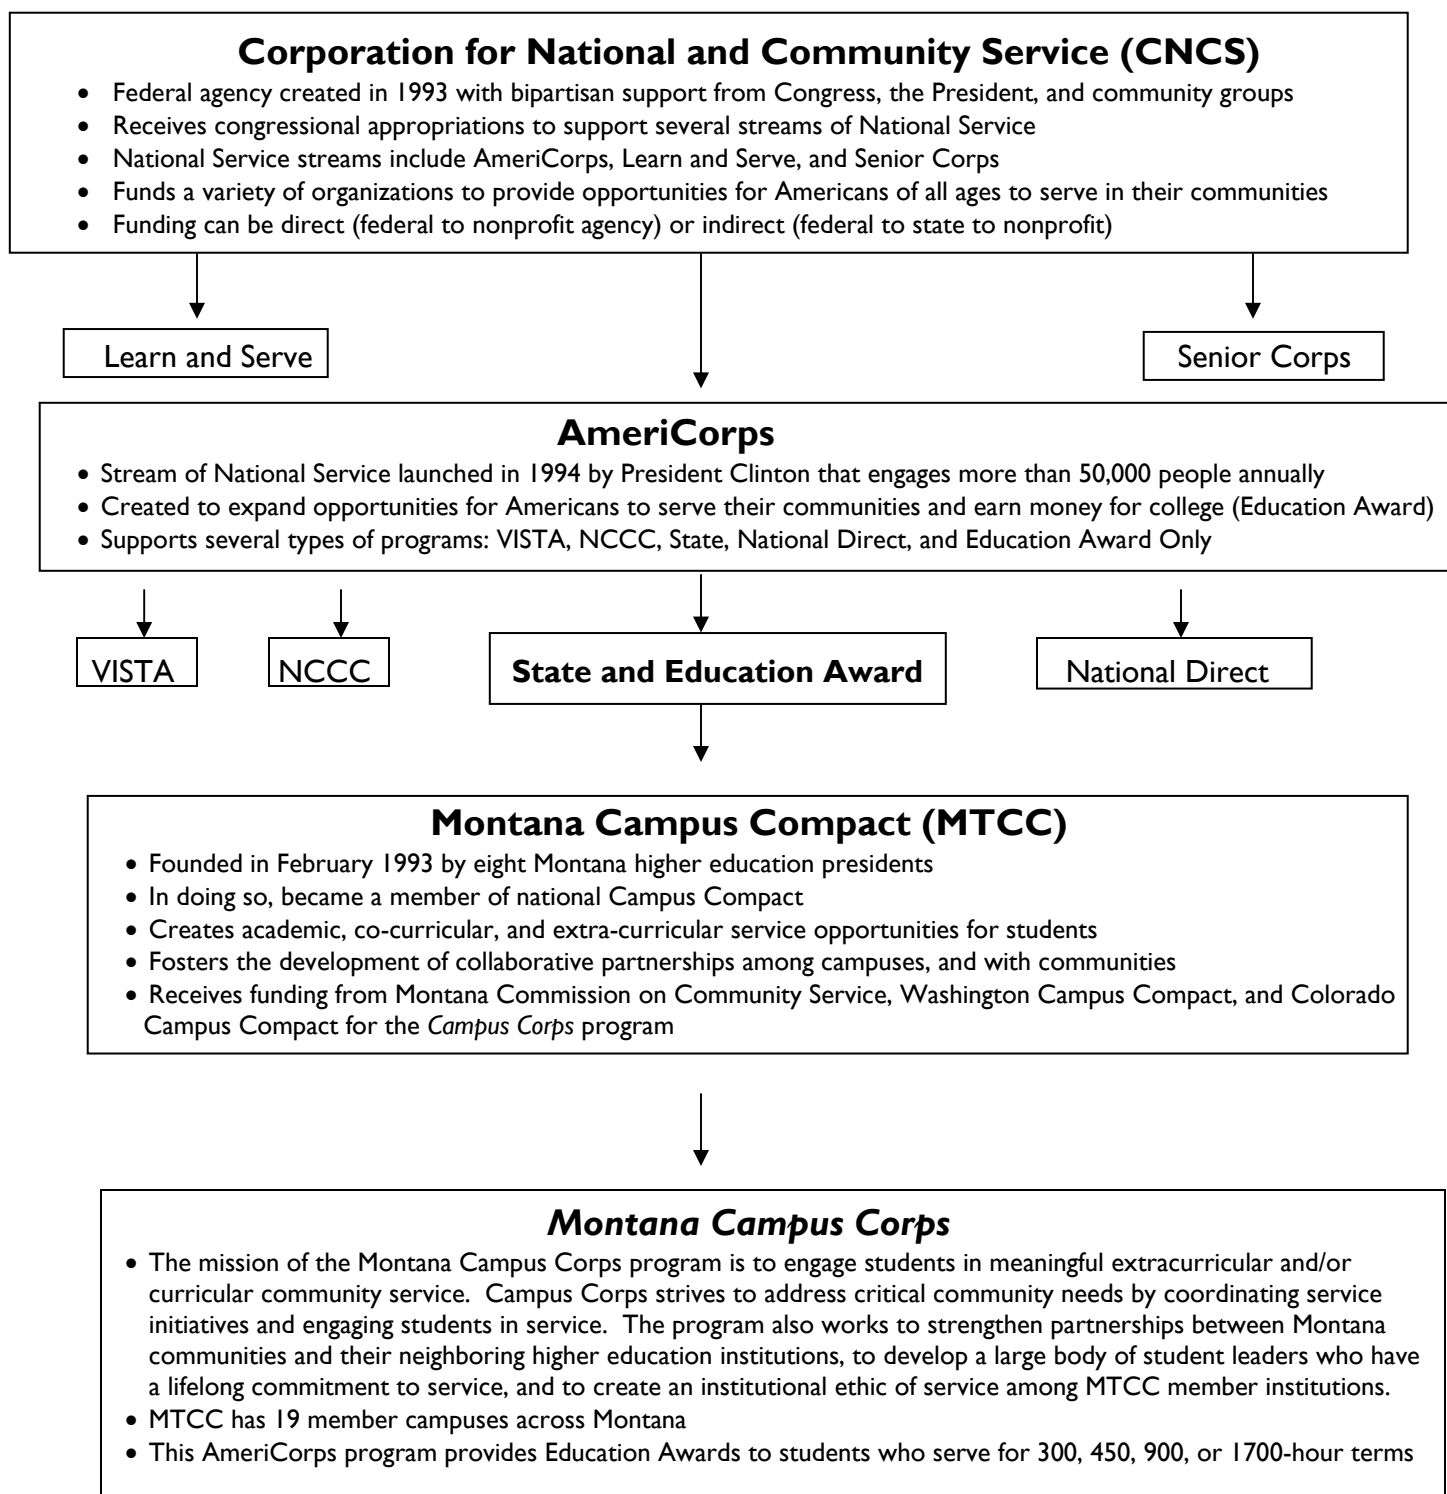 Corporation for National and Community Service (CNCS)
• Federal agency created in 1993 with bipartisan support from Congress, the President, and community groups
• Receives congressional appropriations to support several streams of National Service
• National Service streams include AmeriCorps, Learn and Serve, and Senior Corps
• Funds a variety of organizations to provide opportunities for Americans of all ages to serve in their communities
• Funding can be direct (federal to nonprofit agency) or indirect (federal to state to nonprofit)
Learn and Serve
Senior Corps
AmeriCorps
• Stream of National Service launched in 1994 by President Clinton that engages more than 50,000 people annually
• Created to expand opportunities for Americans to serve their communities and earn money for college (Education Award)
• Supports several types of programs: VISTA, NCCC, State, National Direct, and Education Award Only
VISTA
NCCC
State and Education Award
National Direct
Montana Campus Compact (MTCC)
• Founded in February 1993 by eight Montana higher education presidents
• In doing so, became a member of national Campus Compact
• Creates academic, co-curricular, and extra-curricular service opportunities for students
• Fosters the development of collaborative partnerships among campuses, and with communities
• Receives funding from Montana Commission on Community Service, Washington Campus Compact, and Colorado
Campus Compact for the Campus Corps program
Montana Campus Corps
• The mission of the Montana Campus Corps program is to engage students in meaningful extracurricular and/or
curricular community service. Campus Corps strives to address critical community needs by coordinating service
initiatives and engaging students in service. The program also works to strengthen partnerships between Montana
communities and their neighboring higher education institutions, to develop a large body of student leaders who have
a lifelong commitment to service, and to create an institutional ethic of service among MTCC member institutions.
• MTCC has 19 member campuses across Montana
• This AmeriCorps program provides Education Awards to students who serve for 300, 450, 900, or 1700-hour terms